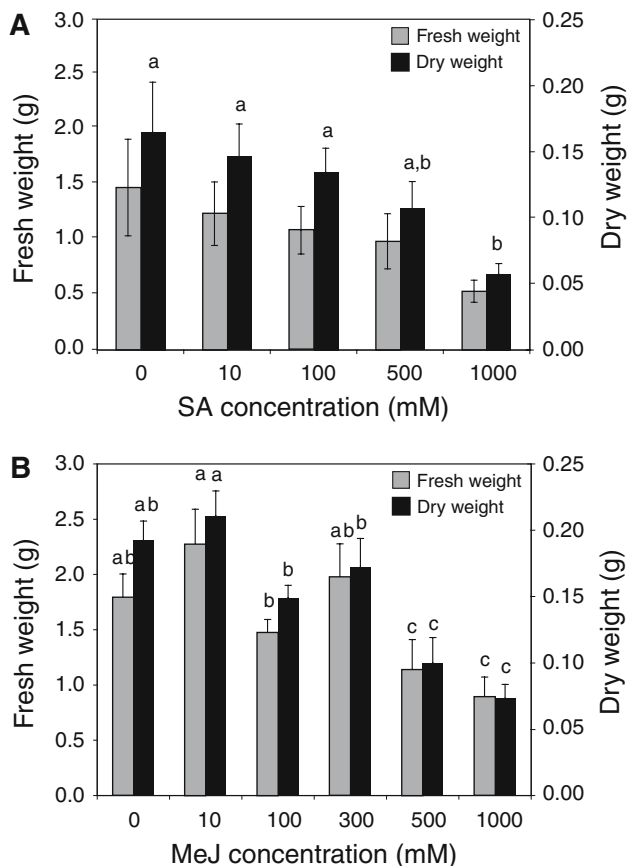 A
3.0
2.5
2.0
1.5
1.0
0.5
0.0
Fresh weight (g)
0.25
0.20
0.15
0.10
0.05
0.00
Dry weight (g)
Fresh weight
Dry weight
a a a a,b b
0 10 100 500 1000
SA concentration (mM)
B
3.0
2.5
2.0
1.5
1.0
0.5
0.0
Fresh weight (g)
0.25
0.20
0.15
0.10
0.05
0.00
Dry weight (g)
Fresh weight
Dry weight
ab ab a a b b ab b c c c c
0 10 100 300 500 1000
MeJ concentration (mM)